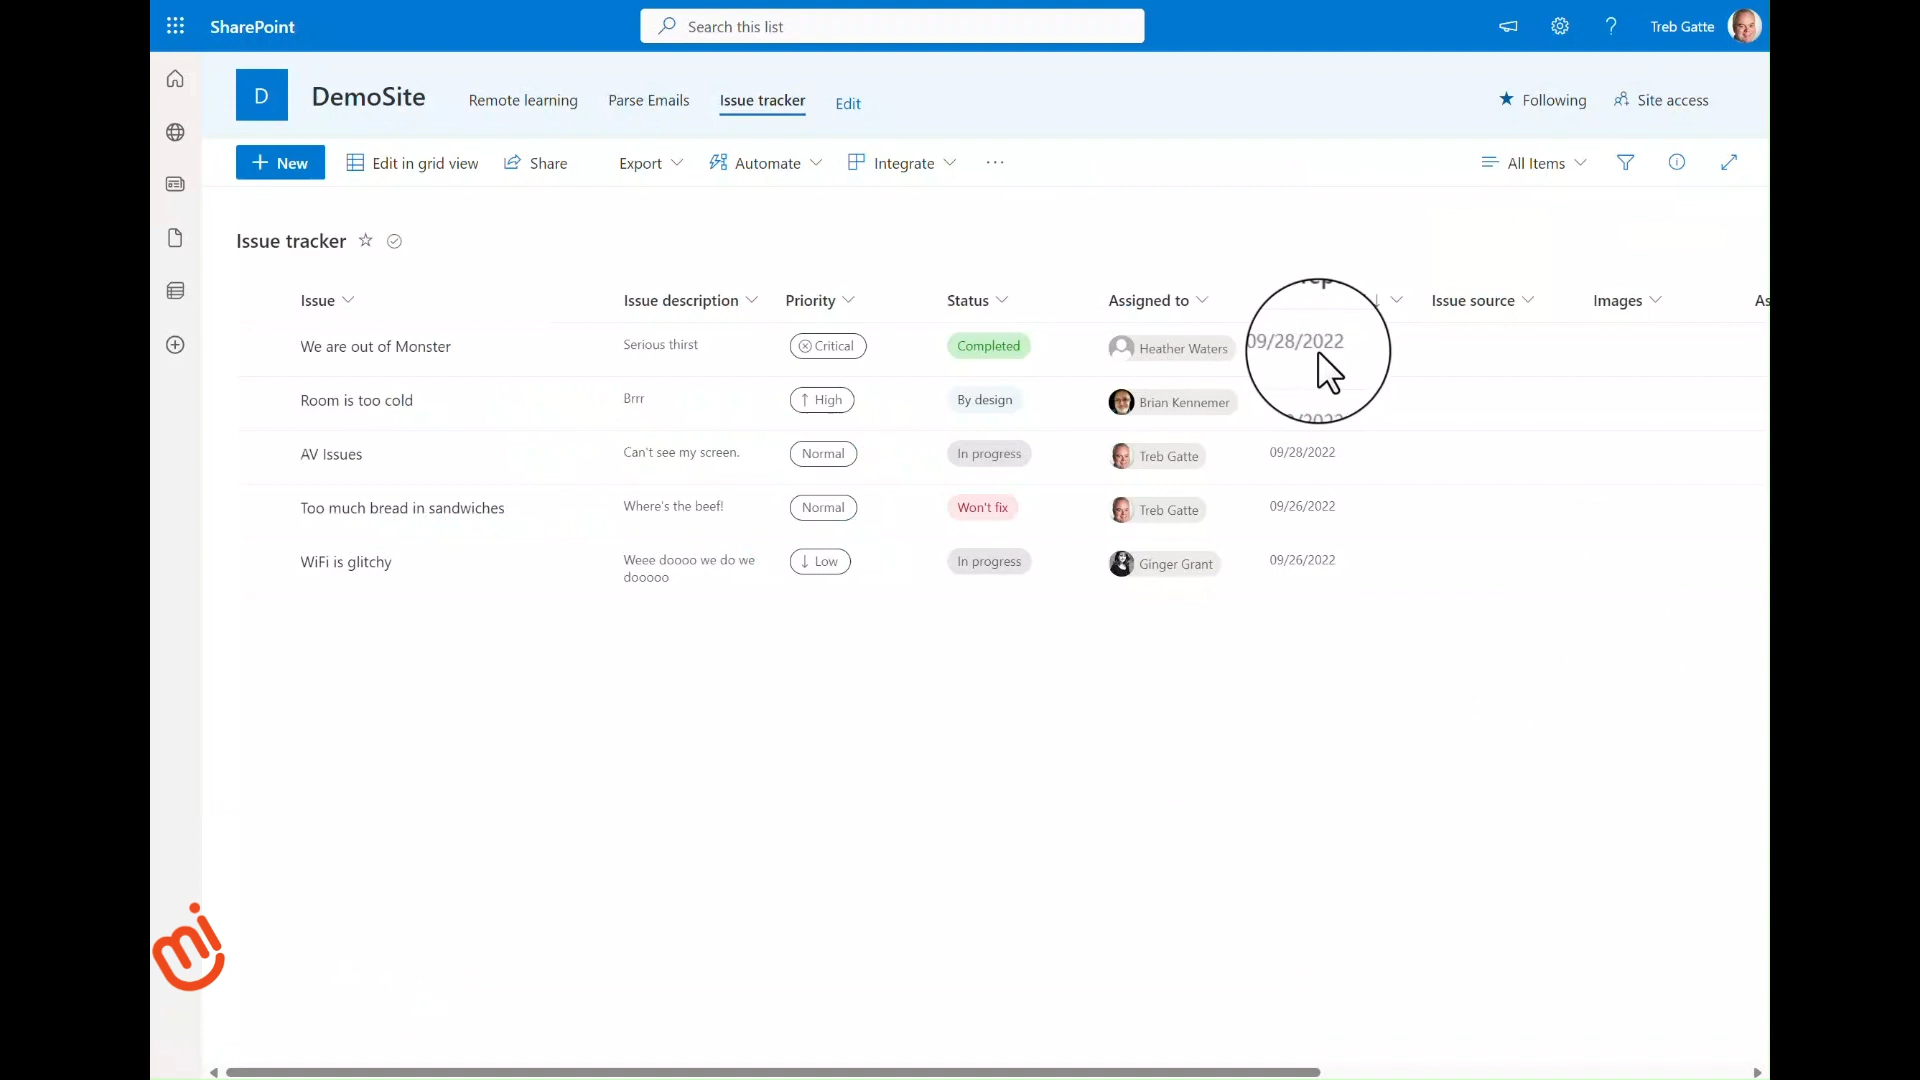 SharePoint
Search this list
Treb Gatte
D
DemoSite
Remote learning
Parse Emails
Issue tracker
Edit
Following
Site access
New
Edit in grid view
Share
Export
Automate
Integrate
All Items
Issue tracker
Issue
Issue description
Priority
Status
Assigned to
Issue source
Images
As
We are out of Monster
Serious thirst
Critical
Completed
Heather Waters
09/28/2022
Room is too cold
Brrr
High
By design
Brian Kennemer
AV Issues
Can't see my screen.
Normal
In progress
Treb Gatte
09/28/2022
Too much bread in sandwiches
Where's the beef!
Normal
Won't fix
Treb Gatte
09/26/2022
WiFi is glitchy
Weee doooo we do we
dooooo
Low
In progress
Ginger Grant
09/26/2022
mi